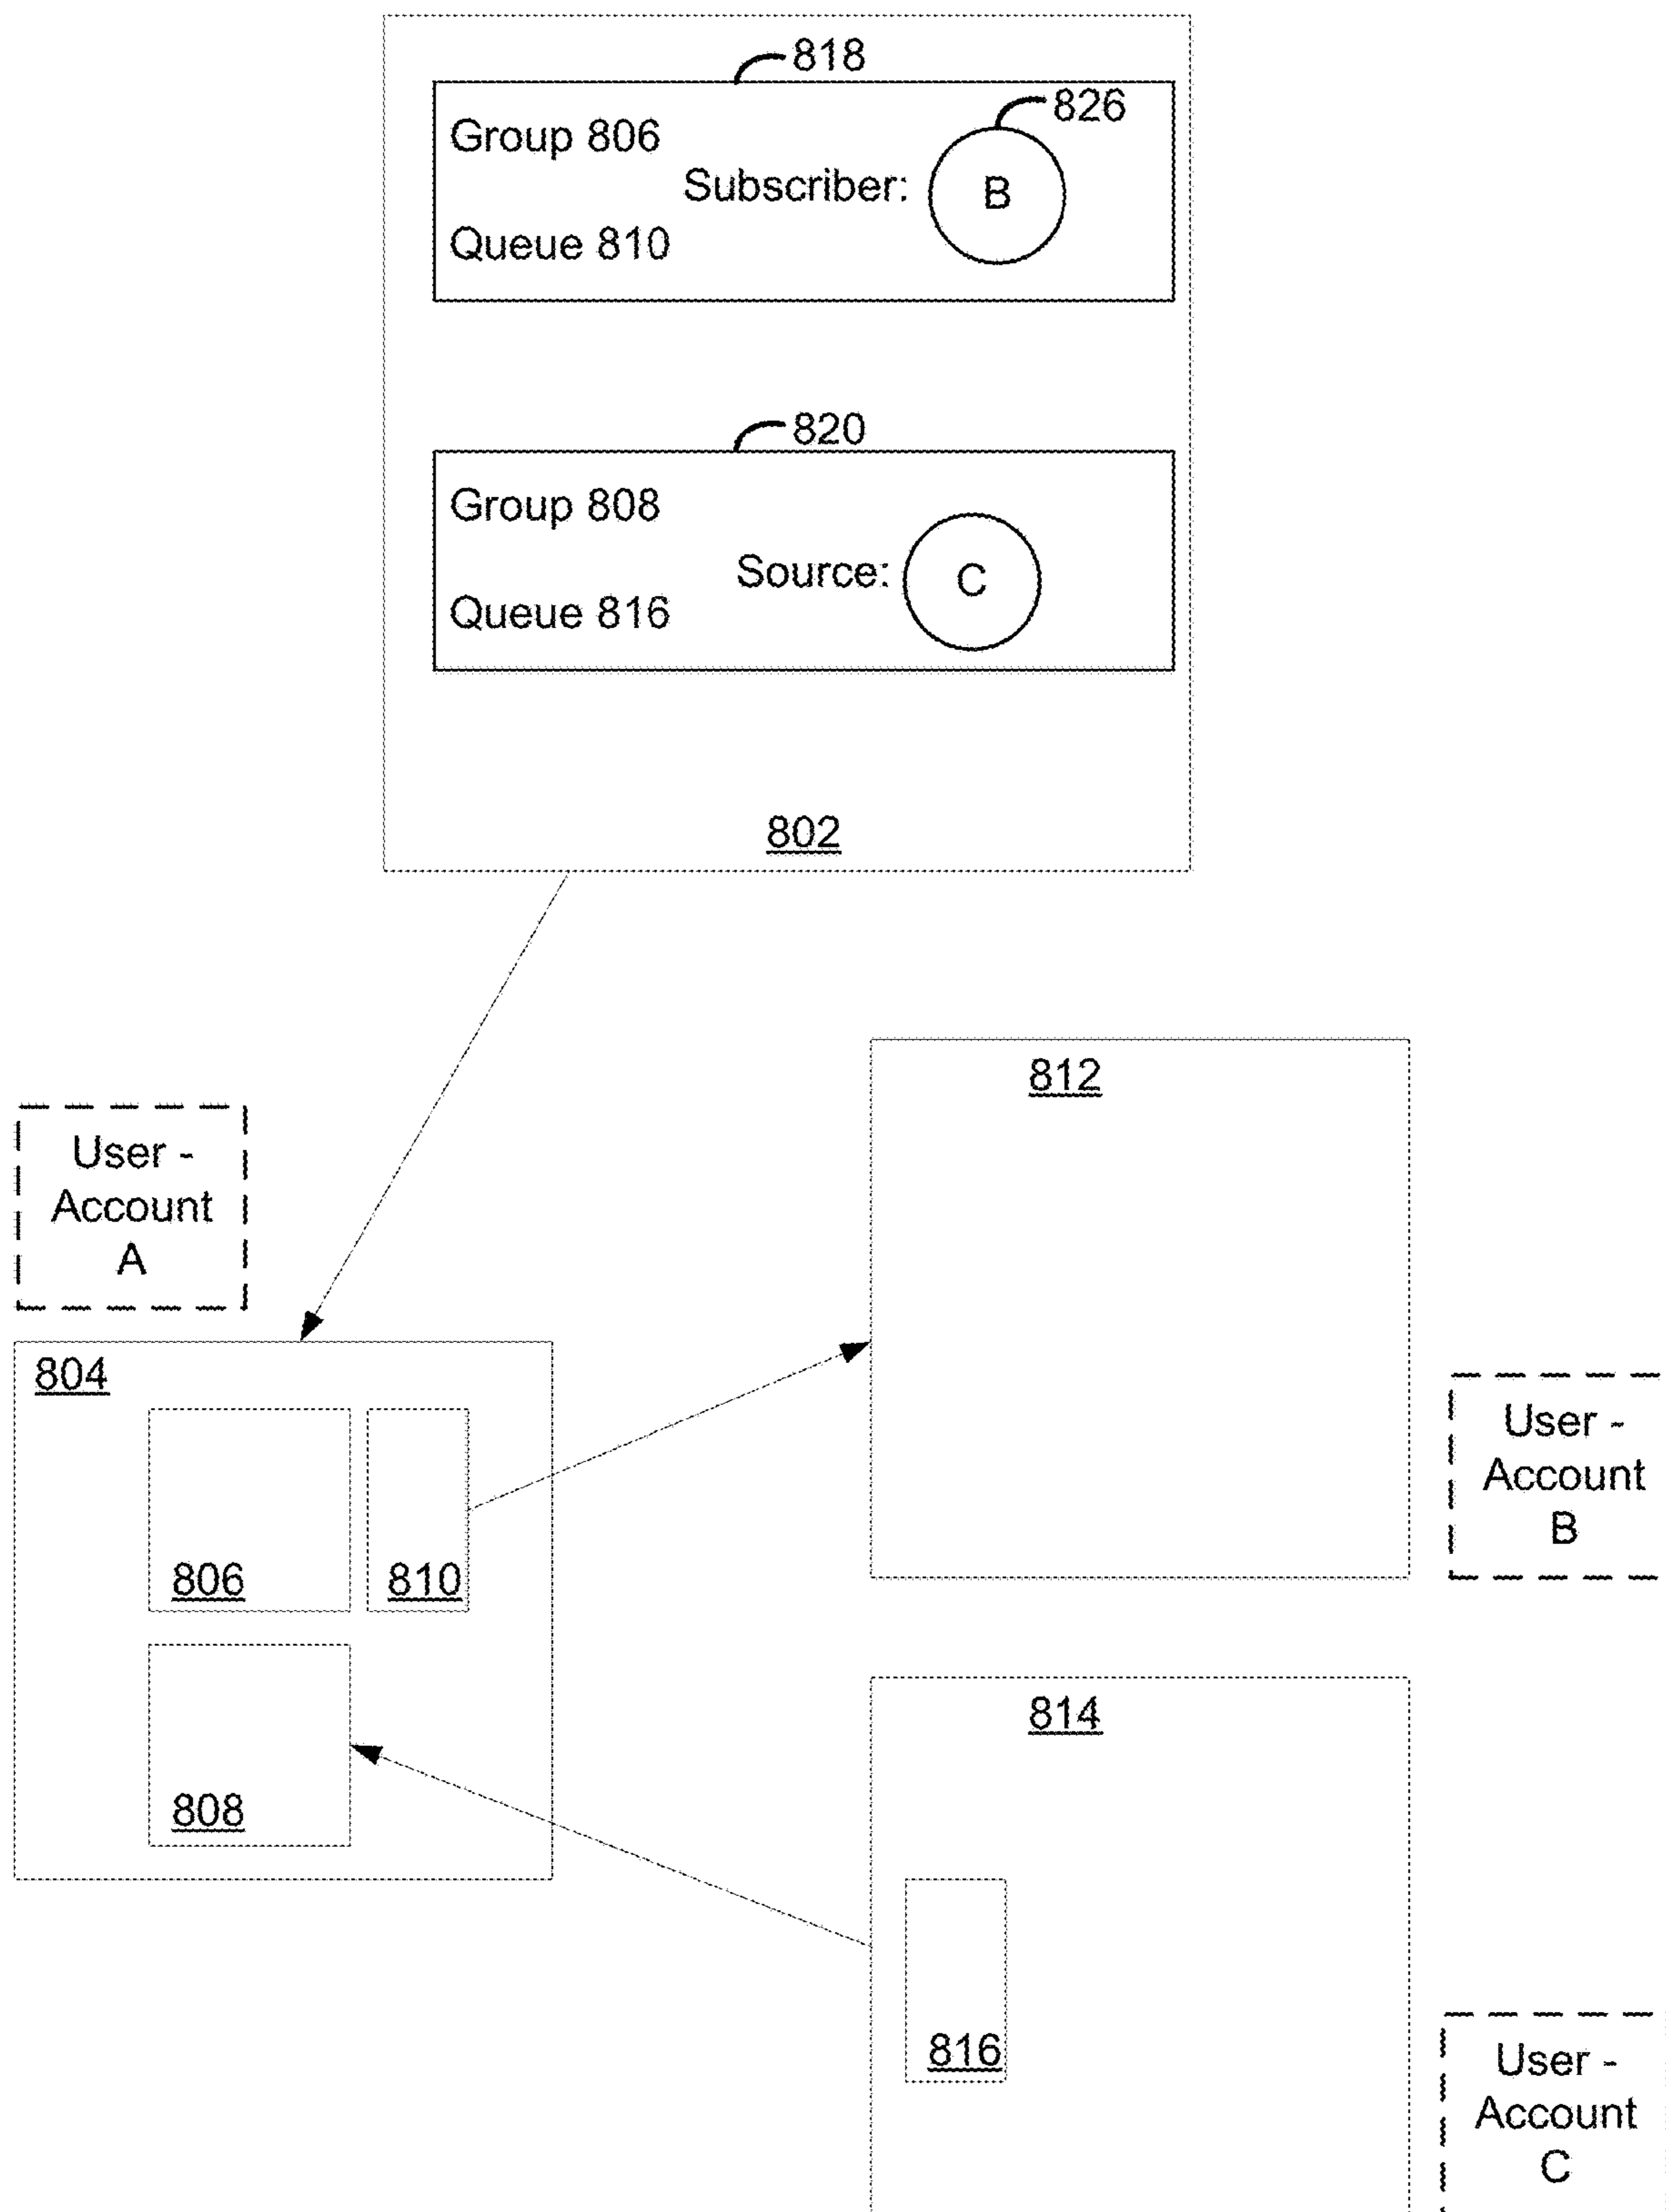 818
826
Group 806
Subscriber:
B
Queue 810
820
Group 808
Source:
C
Queue 816
802
812
User -
Account
A
804
User -
Account
B
806
810
814
808
816
User -
Account
C